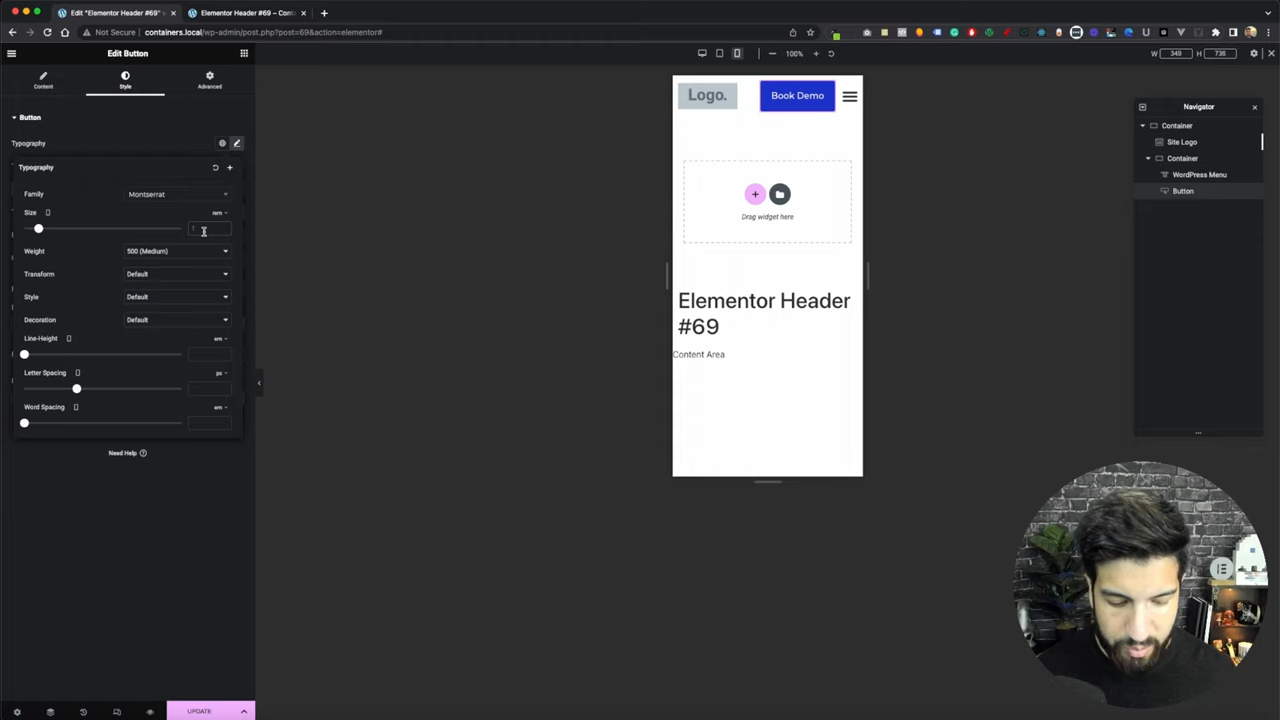 Edit "Elementor Header #69" w
Elementor Header #69 – Cont
Not Secure
containers.local/wp-admin/post.php?post=69&action=elementor#
Edit Button
100%
W 349
H 736
Content
Style
Advanced
Button
Typography
Typography
Family
Montserrat
Size
rem
1
Weight
500 (Medium)
Transform
Default
Style
Default
Decoration
Default
Line-Height
em
Letter Spacing
px
Word Spacing
em
Need Help
UPDATE
Logo.
Book Demo
Drag widget here
Elementor Header
#69
Content Area
Navigator
Container
Site Logo
Container
WordPress Menu
Button